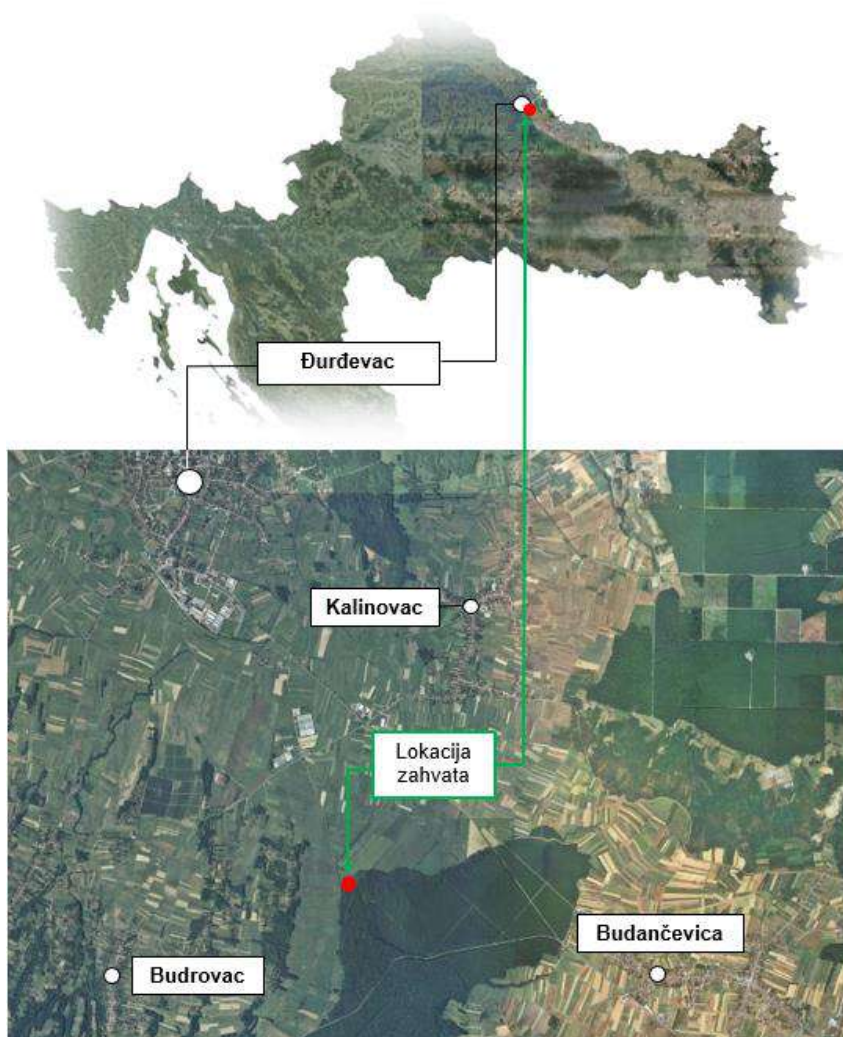 Đurđevac
Kalinovac
Lokacija
zahvata
Budančevica
Budrovac